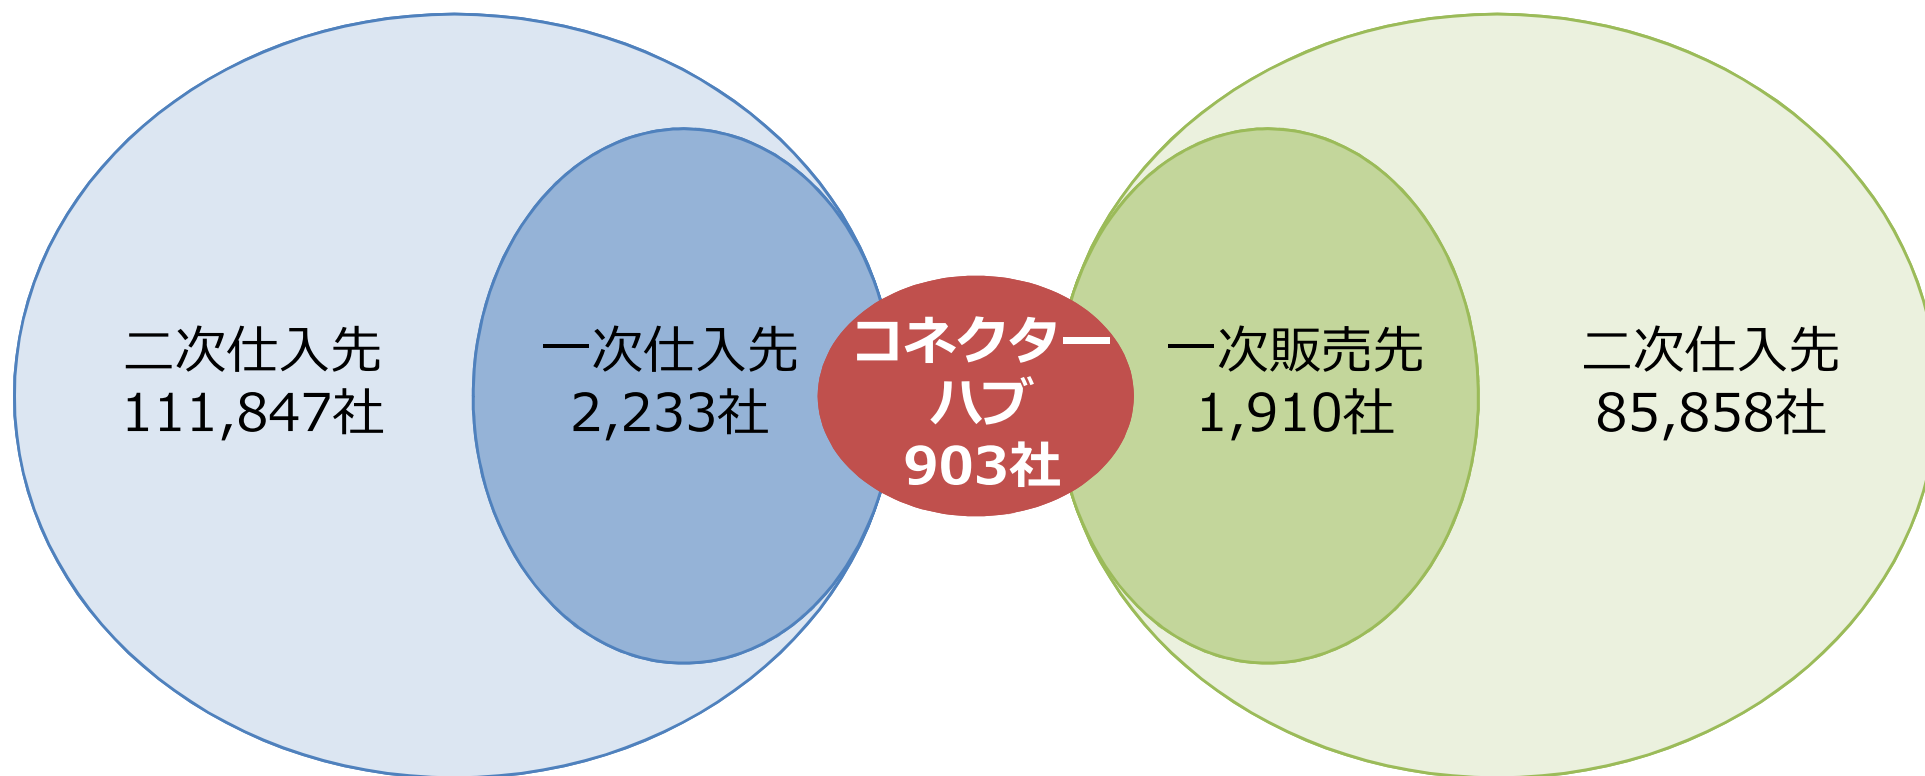 二次仕入先
111,847社
一次仕入先
2,233社
コネクター
ハブ
903社
一次販売先
1,910社
二次仕入先
85,858社